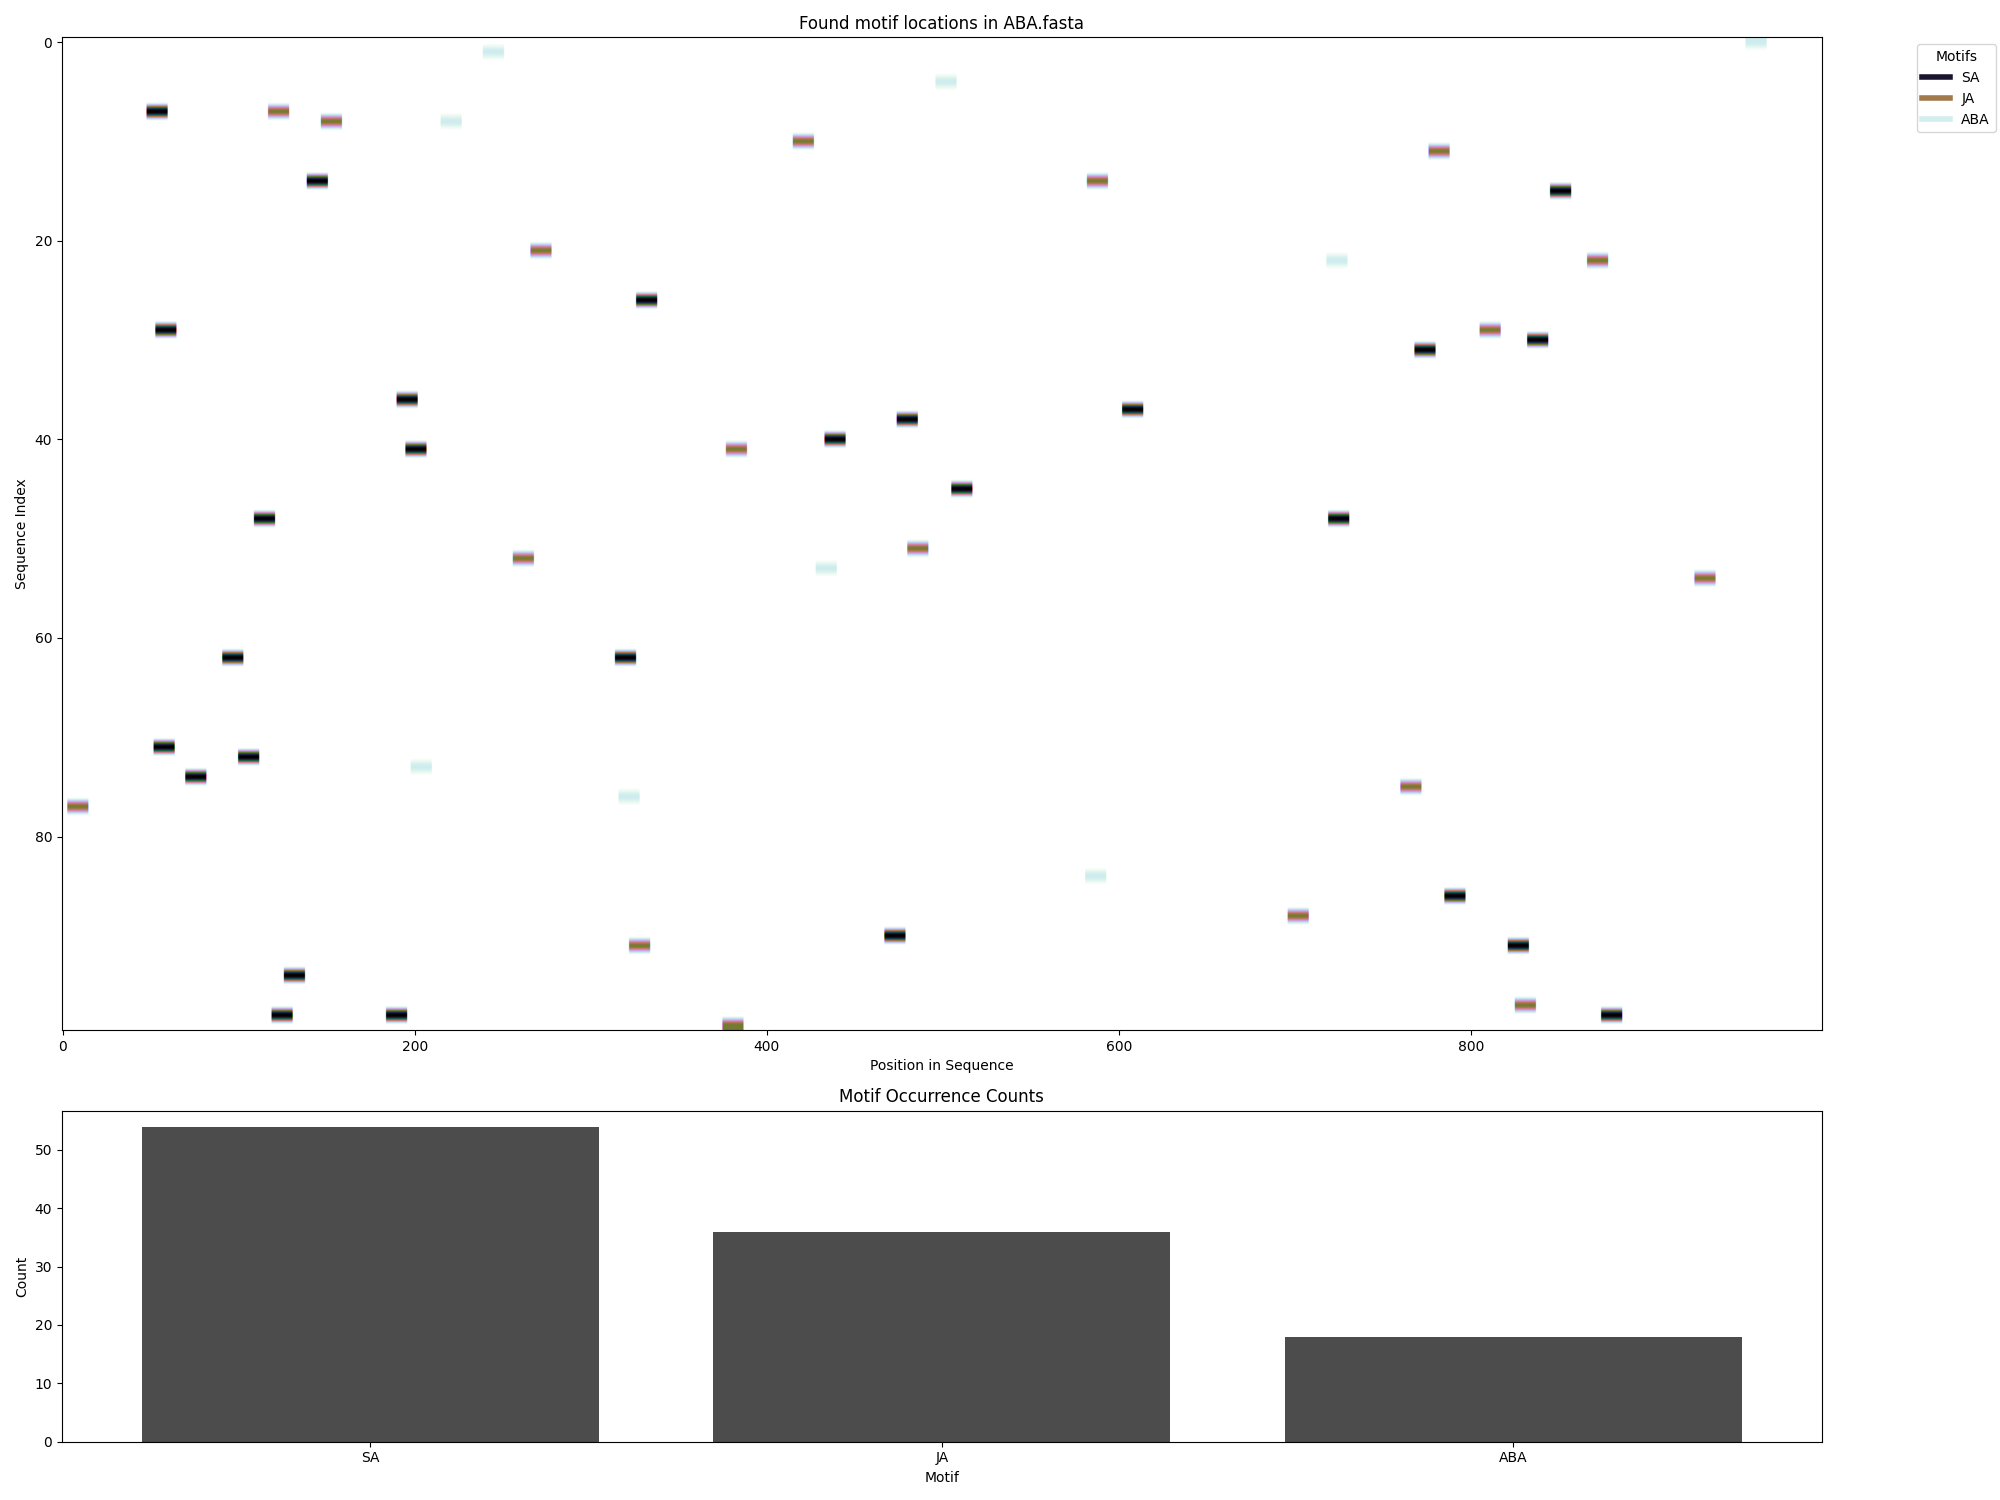 Found motif locations in ABA.fasta
0
20
40
60
80
Sequence Index
0 200 400 600 800
Position in Sequence
Motifs
SA
JA
ABA
Motif Occurrence Counts
50
40
30
20
10
0
Count
SA JA ABA
Motif